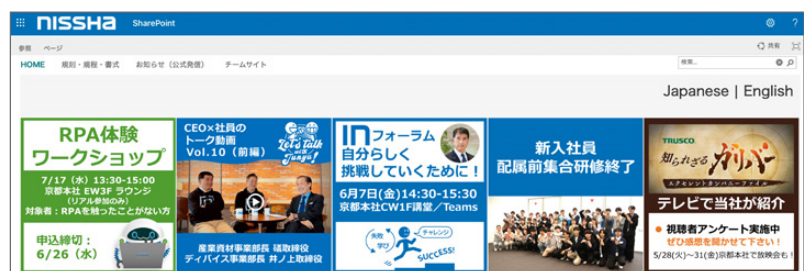 NISSHA SharePoint
参照 ページ
共有
HOME 規則・規程・書式 お知らせ（公式発信） チームサイト
検索...
Japanese | English
RPA体験
ワークショップ
7/17（水）13:30-15:00
京都本社 EW3F ラウンジ
（リアル参加のみ）
対象者：RPAを触ったことがない方
申込締切：
6/26（水）
CEO×社員の
トーク動画
Vol.10（前編）
Let's talk
with
Junya!
産業資材事業部長 礒取締役
ディバイス事業部長 井ノ上取締役
INフォーラム
自分らしく
挑戦していくために！
6月7日(金)14:30-15:30
京都本社CW1F講堂／Teams
失敗
学び
チャレンジ
SUCCESS!
新入社員
配属前集合研修終了
TRUSCO
知られざるガリバー
エクセレントカンパニーファイル
テレビで当社が紹介
● 視聴者アンケート実施中
ぜひ感想を聞かせて下さい！
5/28(火)～31(金)京都本社で放映会も！